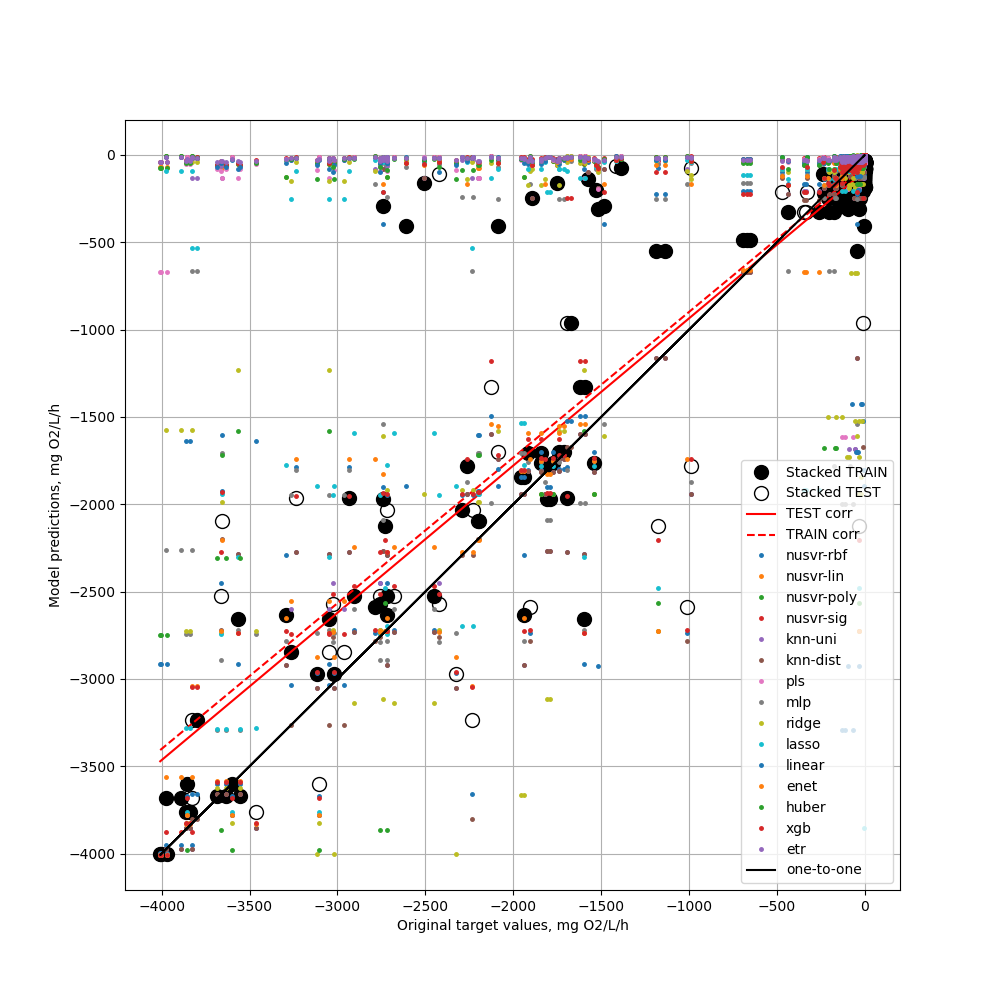 0
−500
−1000
−1500
−2000
−2500
−3000
−3500
−4000
Model predictions, mg O2/L/h
−4000 −3500 −3000 −2500 −2000 −1500 −1000 −500 0
Original target values, mg O2/L/h
Stacked TRAIN
Stacked TEST
TEST corr
TRAIN corr
nusvr-rbf
nusvr-lin
nusvr-poly
nusvr-sig
knn-uni
knn-dist
pls
mlp
ridge
lasso
linear
enet
huber
xgb
etr
one-to-one